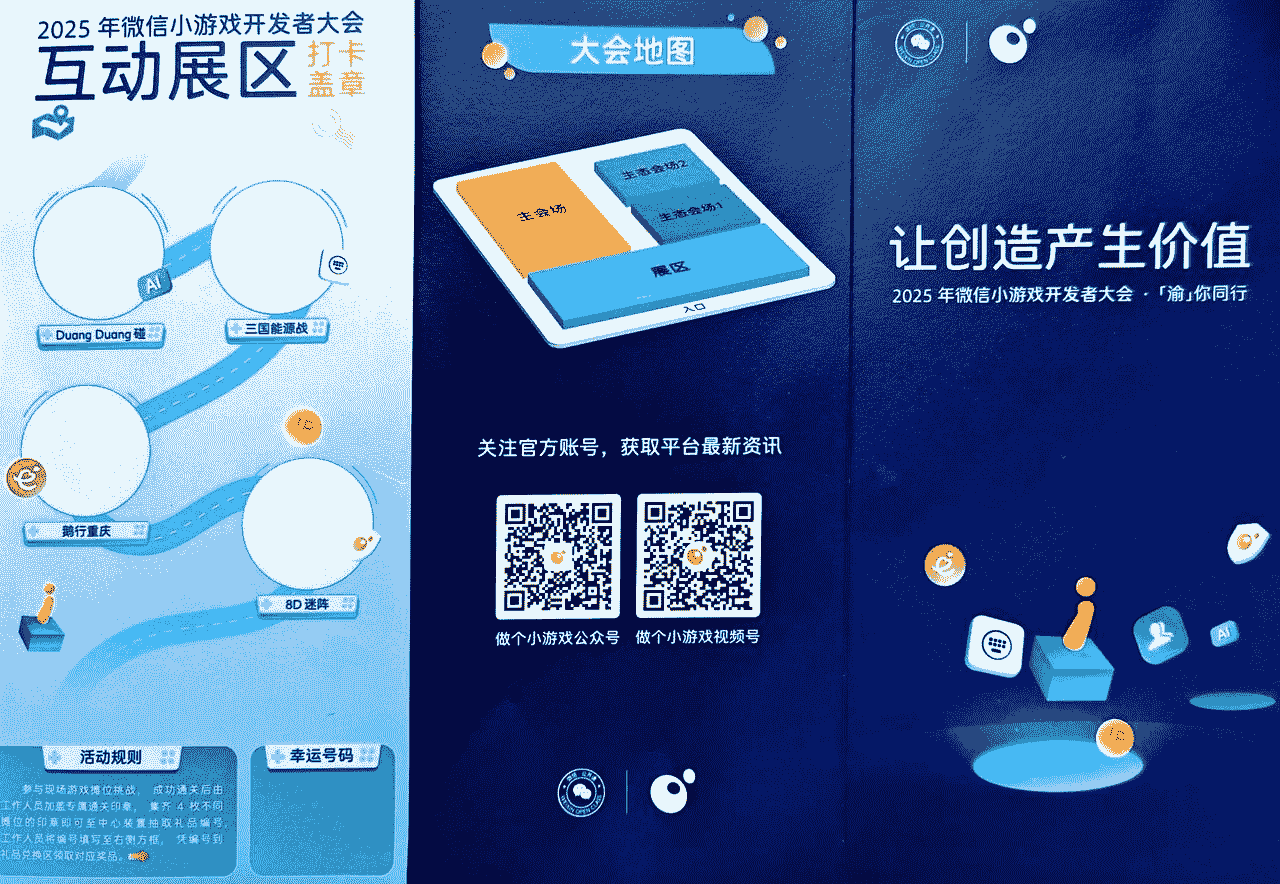 2025 年微信小游戏开发者大会
互动展区
打卡
盖章
AI
Duang Duang 碰
三国能源战
鹅行重庆
8D 迷阵
活动规则
参与现场游戏摊位挑战， 成功通关后由
工作人员加盖专属通关印章， 集齐 4 枚不同
摊位的印章即可至中心装置抽取礼品编号，
工作人员将编号填写至右侧方框， 凭编号到
礼品兑换区领取对应奖品。
幸运号码
大会地图
主会场
生态会场2
生态会场1
展区
入口
关注官方账号，获取平台最新资讯
做个小游戏公众号
做个小游戏视频号
让创造产生价值
2025 年微信小游戏开发者大会 ·「渝」你同行
AI